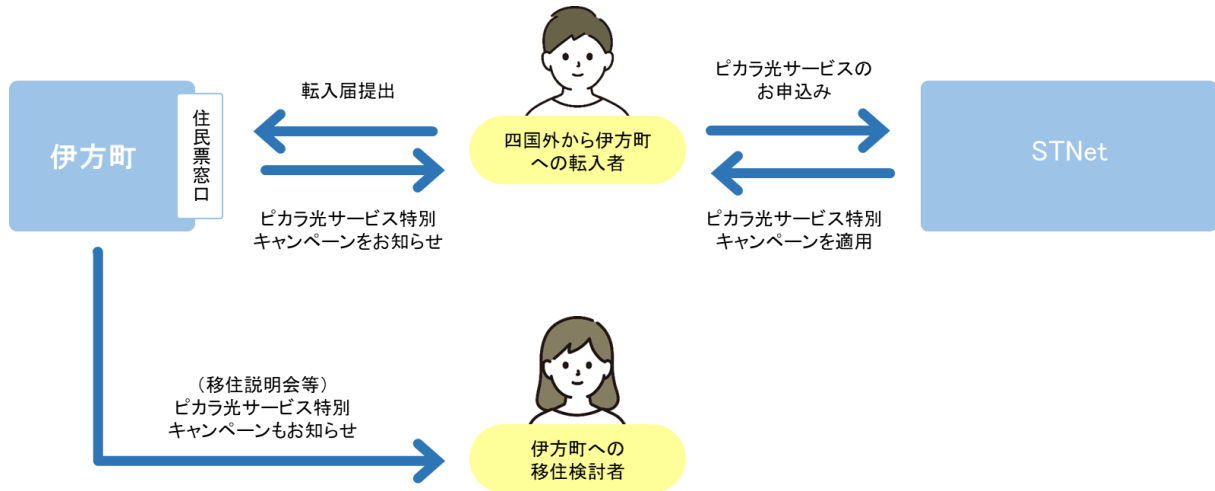 伊方町
住民票窓口
転入届提出
ピカラ光サービス特別
キャンペーンをお知らせ
四国外から伊方町
への転入者
ピカラ光サービスの
お申込み
ピカラ光サービス特別
キャンペーンを適用
STNet
（移住説明会等）
ピカラ光サービス特別
キャンペーンもお知らせ
伊方町への
移住検討者